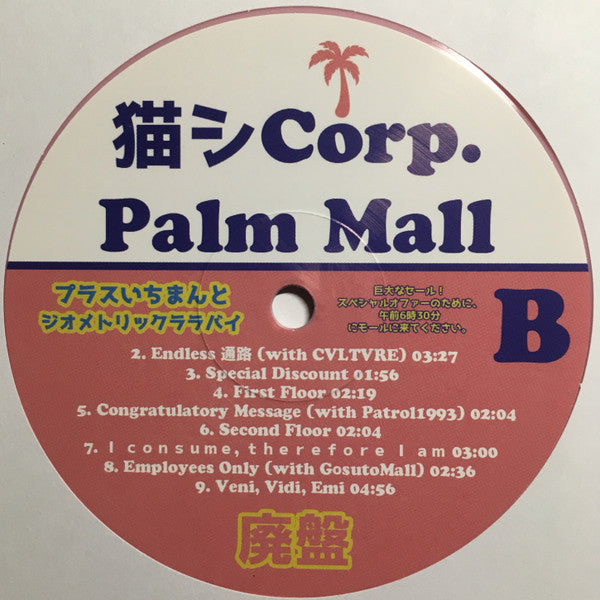 猫シCorp.
Palm Mall
プラスいちまんと
ジオメトリックララバイ
巨大なセール！
スペシャルオファーのために、
午前6時30分
にモールに来てください。
B
2. Endless 通路 (with CVLTVRE) 03:27
3. Special Discount 01:56
4. First Floor 02:19
5. Congratulatory Message (with Patrol1993) 02:04
6. Second Floor 02:04
7. Ｉ ｃｏｎｓｕｍｅ, ｔｈｅｒｅｆｏｒｅ Ｉ ａｍ 03:00
8. Employees Only (with GosutoMall) 02:36
9. Veni, Vidi, Emi 04:56
廃盤